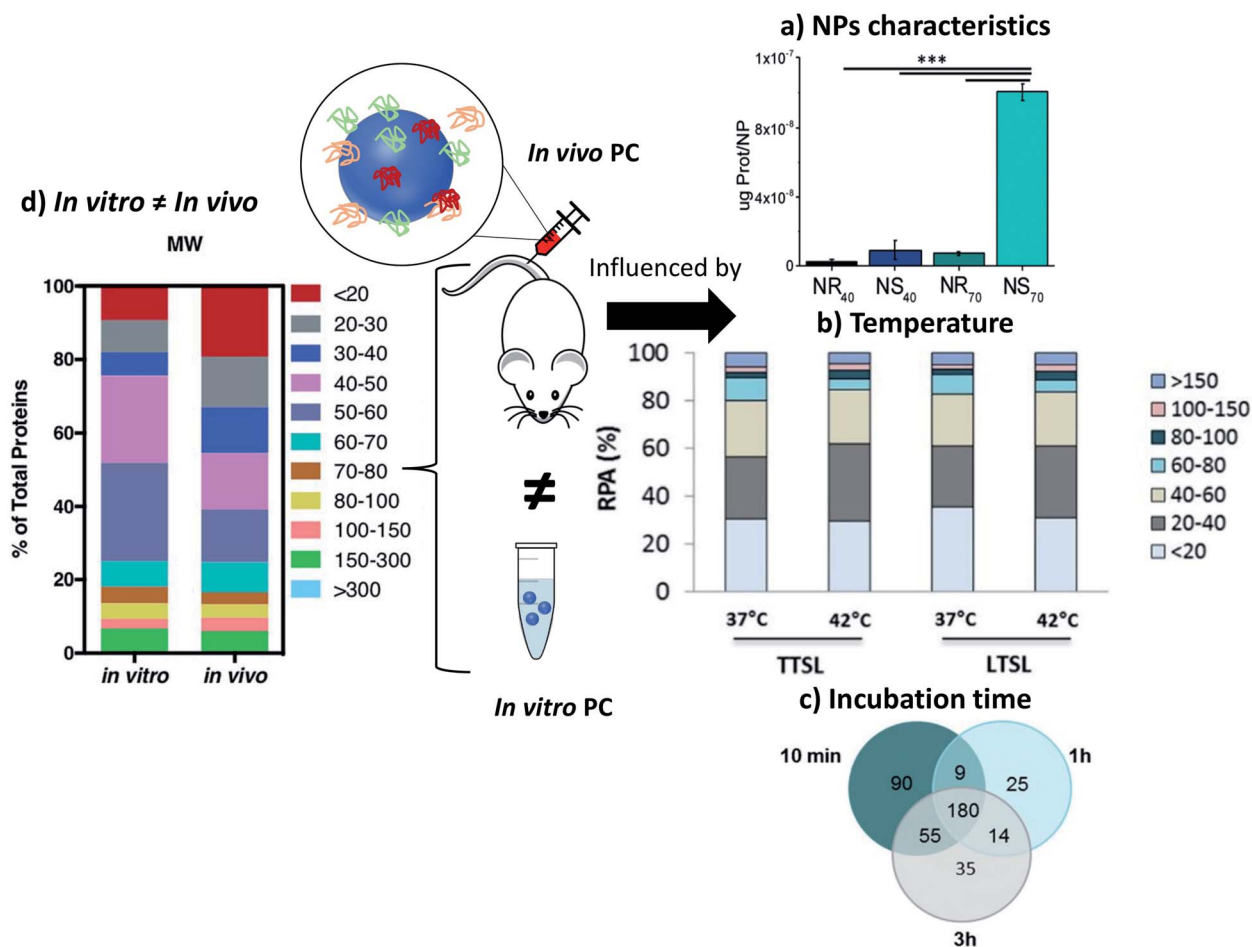 a) NPs characteristics
1x10⁻⁷
8x10⁻⁸
4x10⁻⁸
0
ug Prot/NP
***
NR₄₀ NS₄₀ NR₇₀ NS₇₀
In vivo PC
d) In vitro ≠ In vivo
MW
100
80
60
40
20
0
% of Total Proteins
in vitro in vivo
<20
20-30
30-40
40-50
50-60
60-70
70-80
80-100
100-150
150-300
>300
Influenced by
≠
In vitro PC
b) Temperature
100
80
60
40
20
0
RPA (%)
37°C 42°C 37°C 42°C
TTSL LTSL
>150
100-150
80-100
60-80
40-60
20-40
<20
c) Incubation time
10 min
1h
90 9 25
180
55 14
35
3h